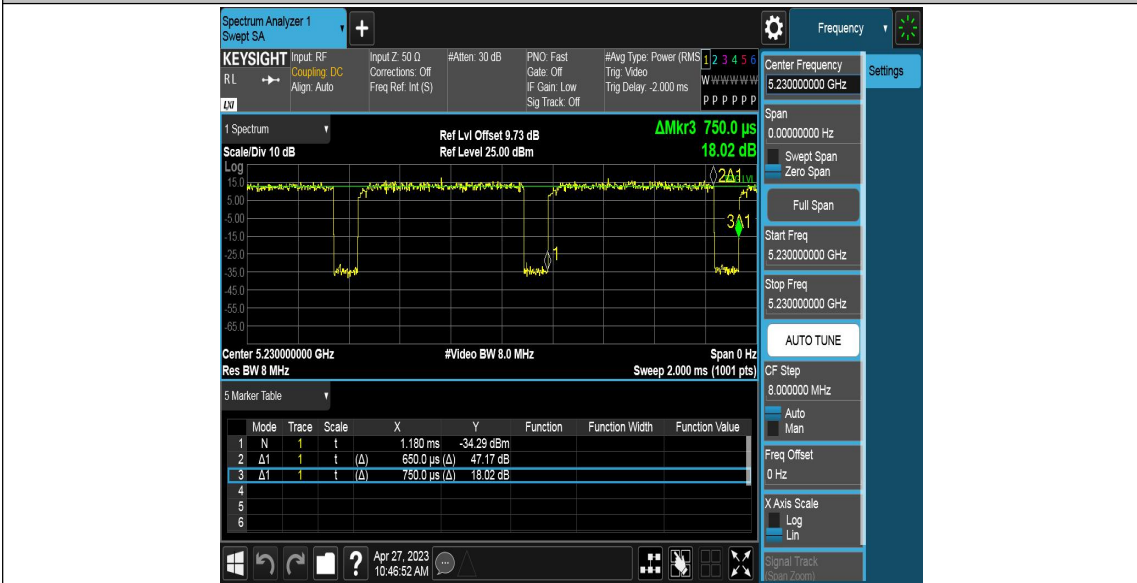 Spectrum Analyzer 1
Swept SA
+
Frequency
KEYSIGHT
RL
LXI
Input: RF
Coupling: DC
Align: Auto
Input Z: 50 Ω
Corrections: Off
Freq Ref: Int (S)
#Atten: 30 dB
PNO: Fast
Gate: Off
IF Gain: Low
Sig Track: Off
#Avg Type: Power (RMS
Trig: Video
Trig Delay: -2.000 ms
1 2 3 4 5 6
W W W W W W
P P P P P P
Center Frequency
5.230000000 GHz
Settings
Span
0.00000000 Hz
Swept Span
Zero Span
Full Span
Start Freq
5.230000000 GHz
Stop Freq
5.230000000 GHz
AUTO TUNE
CF Step
8.000000 MHz
Auto
Man
Freq Offset
0 Hz
X Axis Scale
Log
Lin
Signal Track
(Span Zoom)
1 Spectrum
Scale/Div 10 dB
Ref Lvl Offset 9.73 dB
Ref Level 25.00 dBm
ΔMkr3 750.0 µs
18.02 dB
Log
15.0
5.00
-5.00
-15.0
-25.0
-35.0
-45.0
-55.0
-65.0
2Δ1
3Δ1
1
Center 5.230000000 GHz
Res BW 8 MHz
#Video BW 8.0 MHz
Span 0 Hz
Sweep 2.000 ms (1001 pts)
5 Marker Table
Mode Trace Scale X Y Function Function Width Function Value
1 N 1 t 1.180 ms -34.29 dBm
2 Δ1 1 t (Δ) 650.0 µs (Δ) 47.17 dB
3 Δ1 1 t (Δ) 750.0 µs (Δ) 18.02 dB
4
5
6
?
Apr 27, 2023
10:46:52 AM